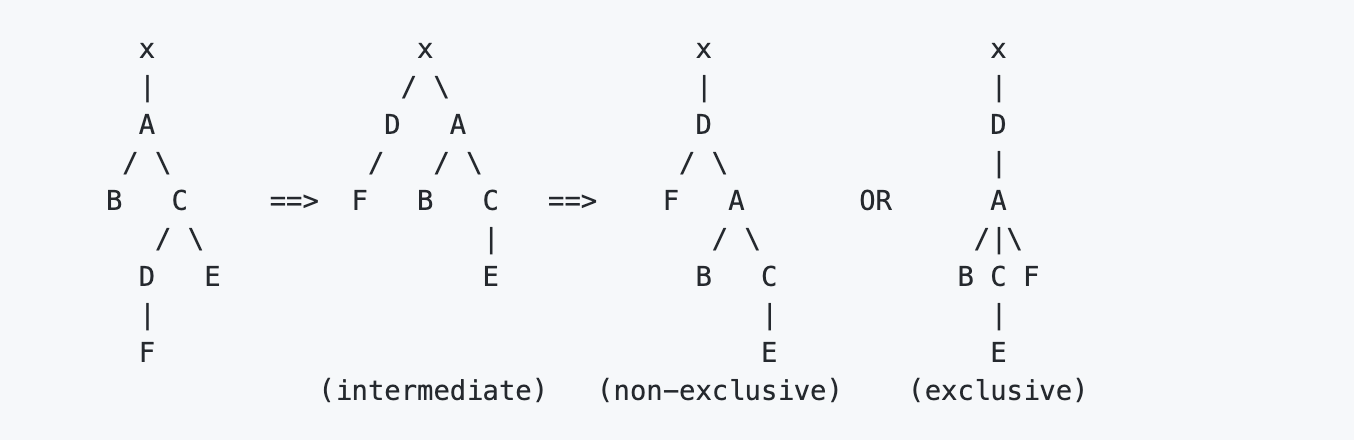 x                x                x                 x
|               / \               |                 |
A              D   A              D                 D
/ \           /   / \            / \                |
B   C     ==> F   B   C   ==>    F   A       OR     A
/ \                   |             / \            /|\
D   E                 E            B   C          B C F
|                                      |            |
F                                      E            E
(intermediate)   (non-exclusive)    (exclusive)